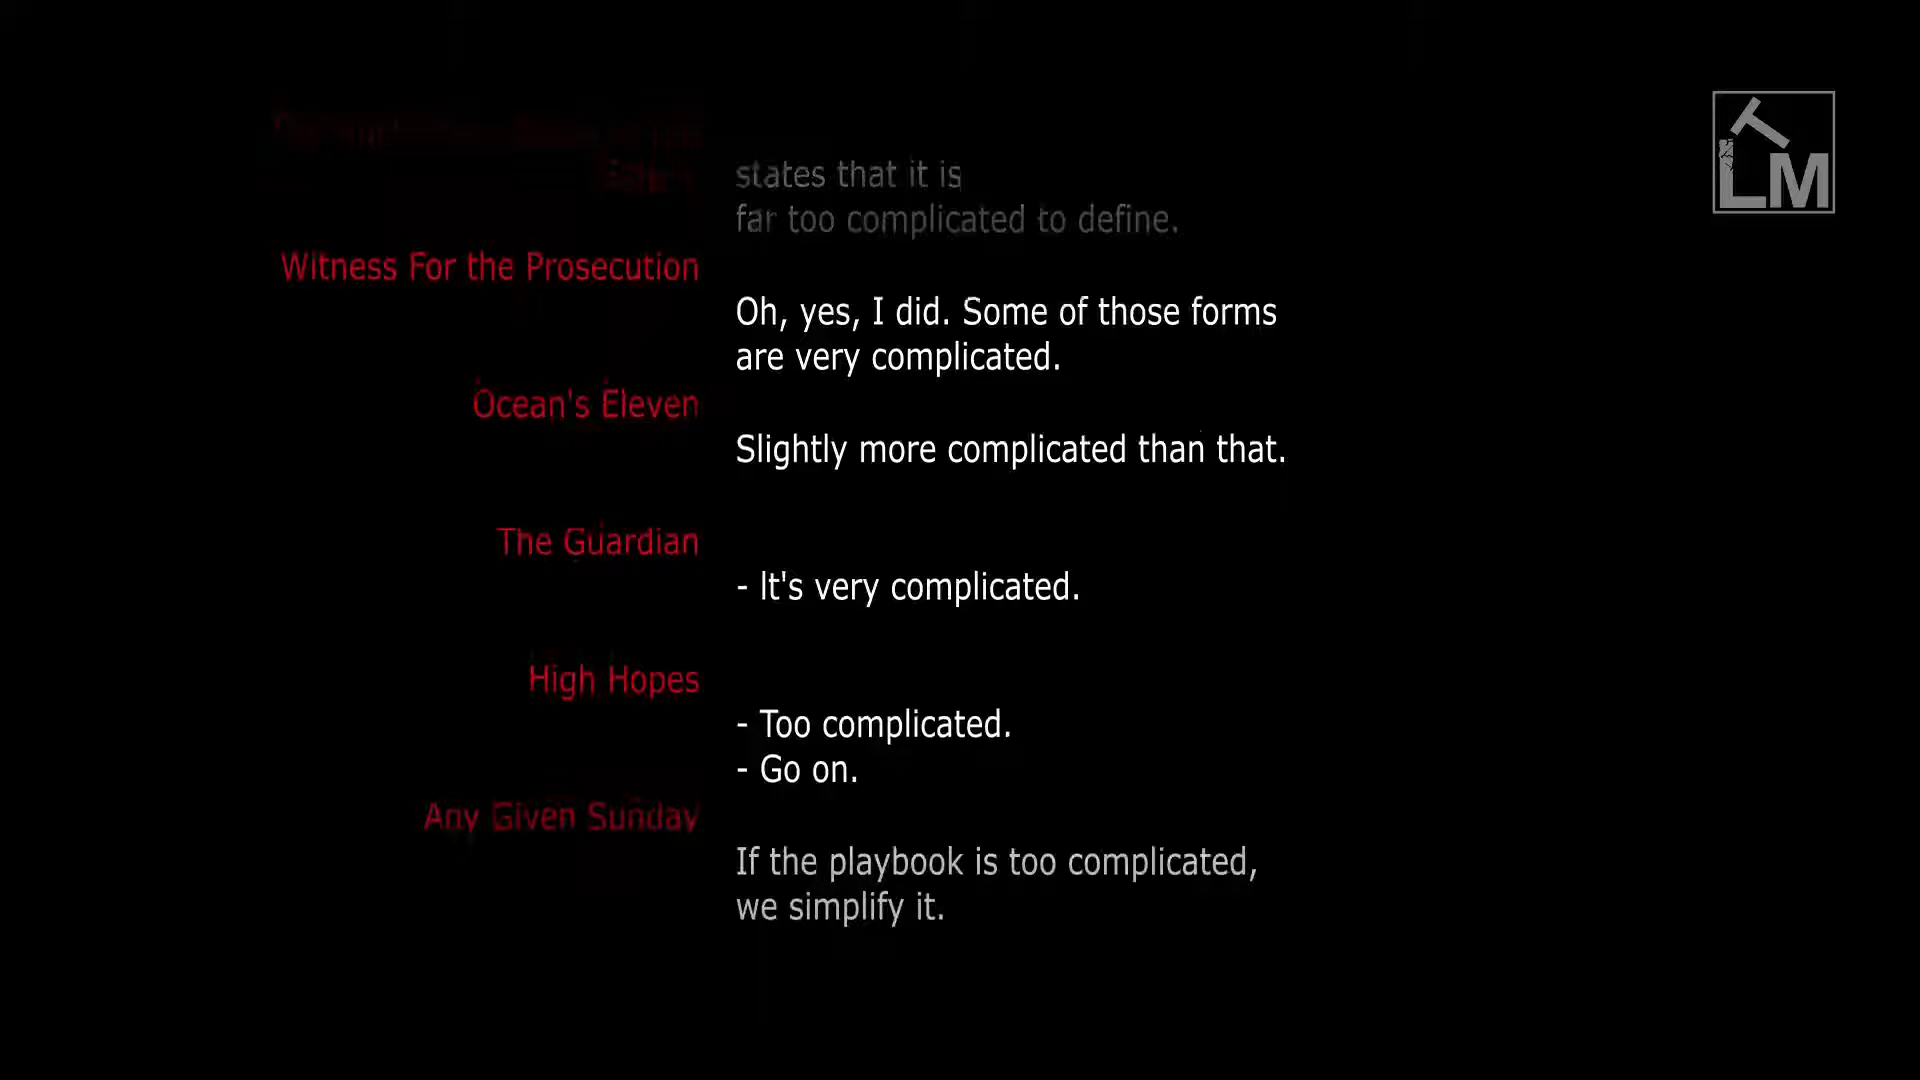 states that it is
far too complicated to define.
Witness For the Prosecution
Oh, yes, I did. Some of those forms
are very complicated.
Ocean's Eleven
Slightly more complicated than that.
The Guardian
- It's very complicated.
High Hopes
- Too complicated.
- Go on.
Any Given Sunday
If the playbook is too complicated,
we simplify it.
TLM